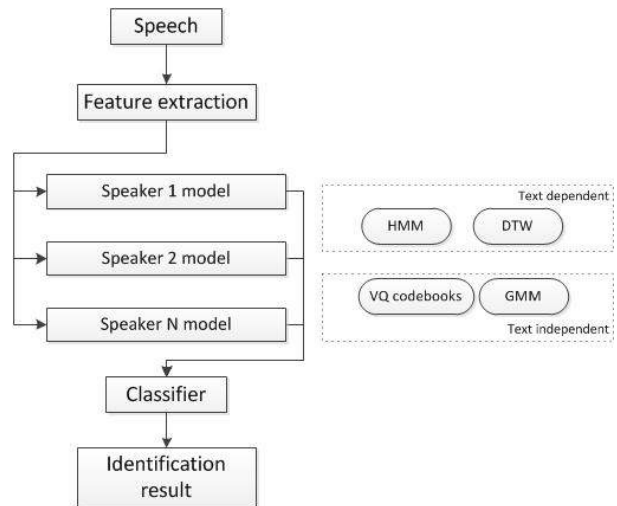 Speech
Feature extraction
Speaker 1 model
Speaker 2 model
Speaker N model
Classifier
Identification
result
Text dependent
HMM
DTW
VQ codebooks
GMM
Text independent